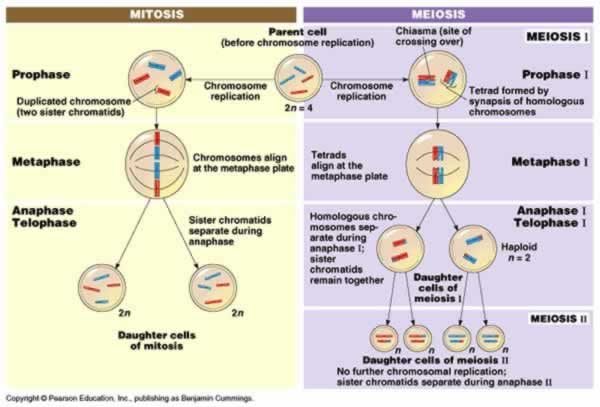 MITOSIS
MEIOSIS
Parent cell
(before chromosome replication)
Chiasma (site of
crossing over)
MEIOSIS I
Prophase
Prophase I
Chromosome
replication
Chromosome
replication
2n = 4
Duplicated chromosome
(two sister chromatids)
Tetrad formed by
synapsis of homologous
chromosomes
Metaphase
Chromosomes align
at the metaphase plate
Tetrads
align at the
metaphase plate
Metaphase I
Anaphase
Telophase
Sister chromatids
separate during
anaphase
Homologous chro-
mosomes sep-
arate during
anaphase I;
sister
chromatids
remain together
Anaphase I
Telophase I
Haploid
n = 2
Daughter
cells of
meiosis I
2n
2n
Daughter cells
of mitosis
MEIOSIS II
n
n
n
n
Daughter cells of meiosis II
No further chromosomal replication;
sister chromatids separate during anaphase II
Copyright © Pearson Education, Inc., publishing as Benjamin Cummings.